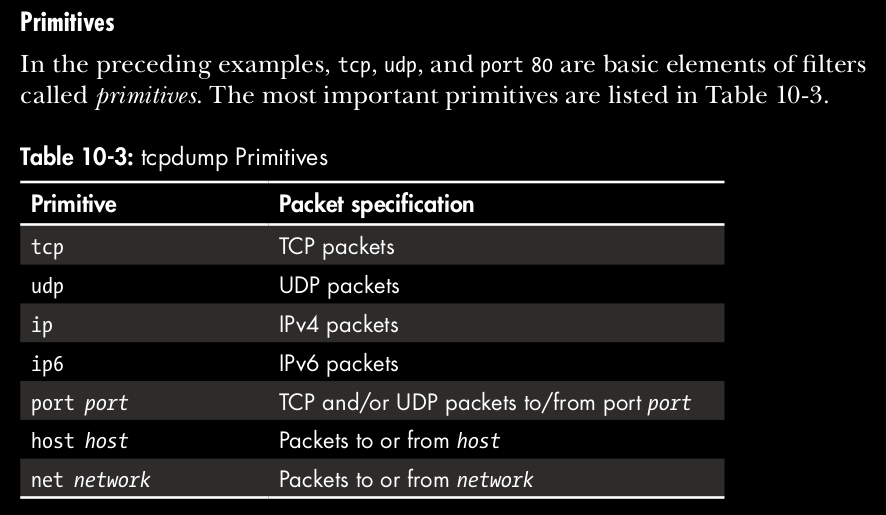 Primitives
In the preceding examples, tcp, udp, and port 80 are basic elements of filters
called primitives. The most important primitives are listed in Table 10-3.
Table 10-3: tcpdump Primitives
Primitive Packet specification
tcp TCP packets
udp UDP packets
ip IPv4 packets
ip6 IPv6 packets
port port TCP and/or UDP packets to/from port port
host host Packets to or from host
net network Packets to or from network